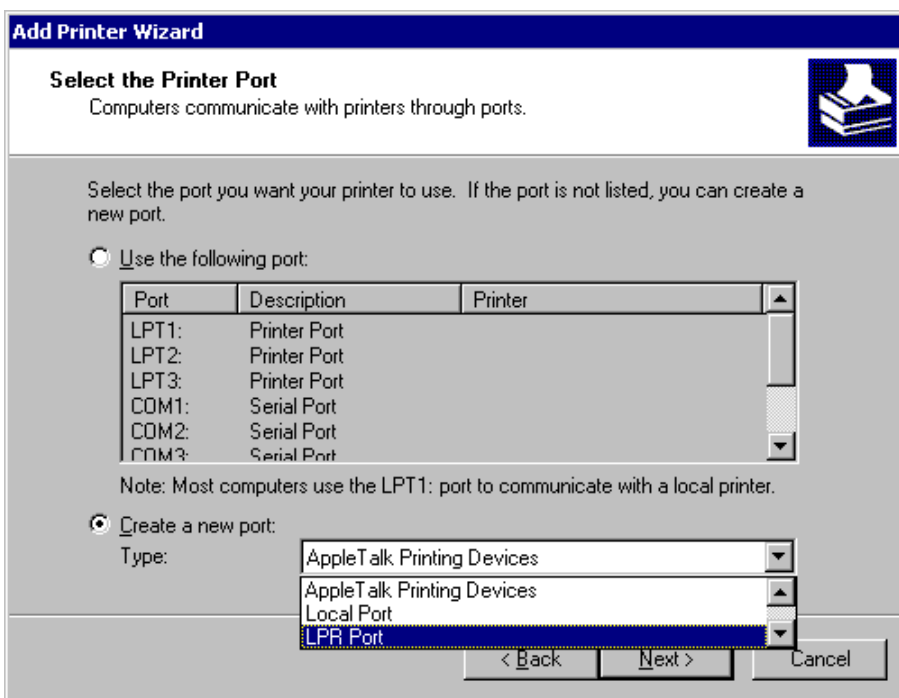 Add Printer Wizard
Select the Printer Port
Computers communicate with printers through ports.
Select the port you want your printer to use. If the port is not listed, you can create a
new port.
Use the following port:
Port Description Printer
LPT1: Printer Port
LPT2: Printer Port
LPT3: Printer Port
COM1: Serial Port
COM2: Serial Port
COM3: Serial Port
Note: Most computers use the LPT1: port to communicate with a local printer.
Create a new port:
Type: AppleTalk Printing Devices
AppleTalk Printing Devices
Local Port
LPR Port
< Back Next > Cancel